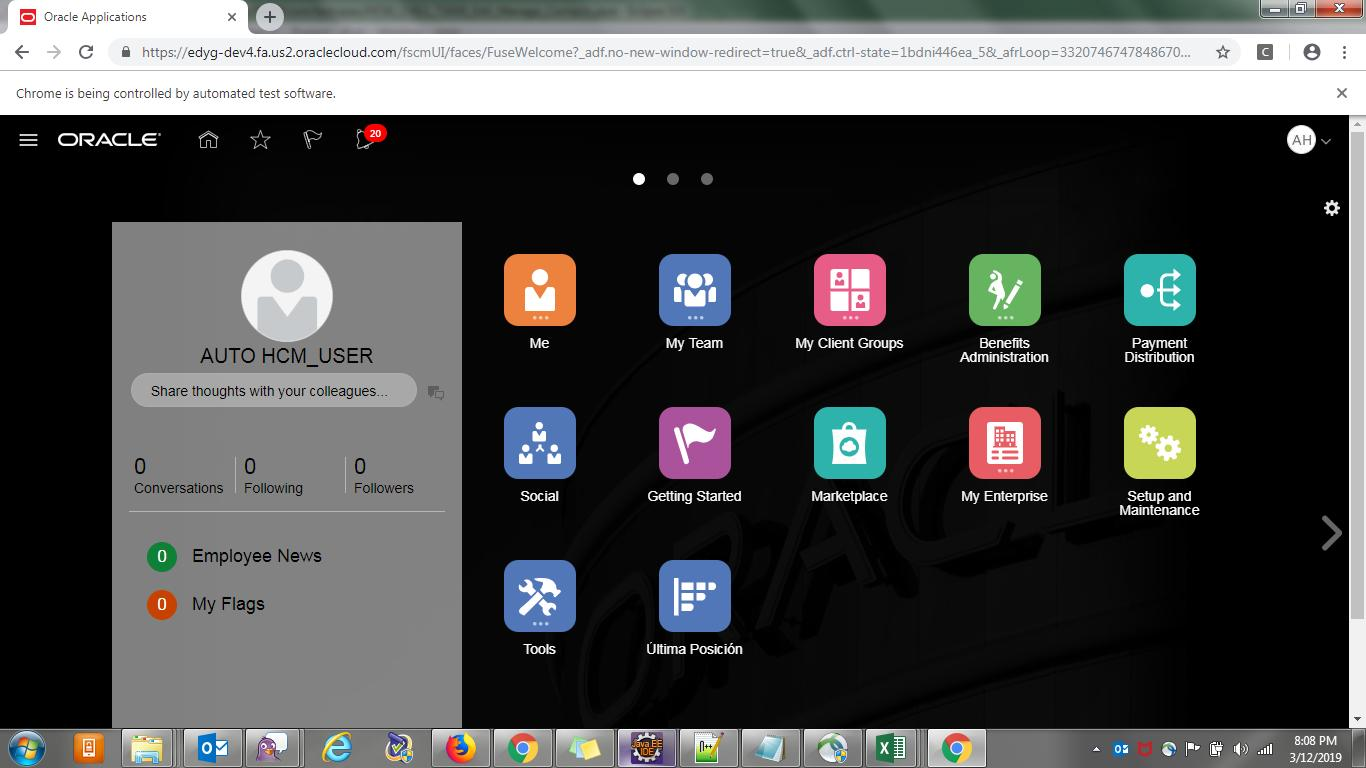 Oracle Applications
https://edyg-dev4.fa.us2.oraclecloud.com/fscmUI/faces/FuseWelcome?_adf.no-new-window-redirect=true&_adf.ctrl-state=1bdni446ea_5&_afrLoop=3320746747848670...
C
Chrome is being controlled by automated test software.
ORACLE
20
AH
AUTO HCM_USER
Share thoughts with your colleagues...
0 0 0
Conversations Following Followers
0 Employee News
0 My Flags
Me
My Team
My Client Groups
Benefits
Administration
Payment
Distribution
Social
Getting Started
Marketplace
My Enterprise
Setup and
Maintenance
Tools
Última Posición
ORACL
Java EE
IDE
8:08 PM
3/12/2019